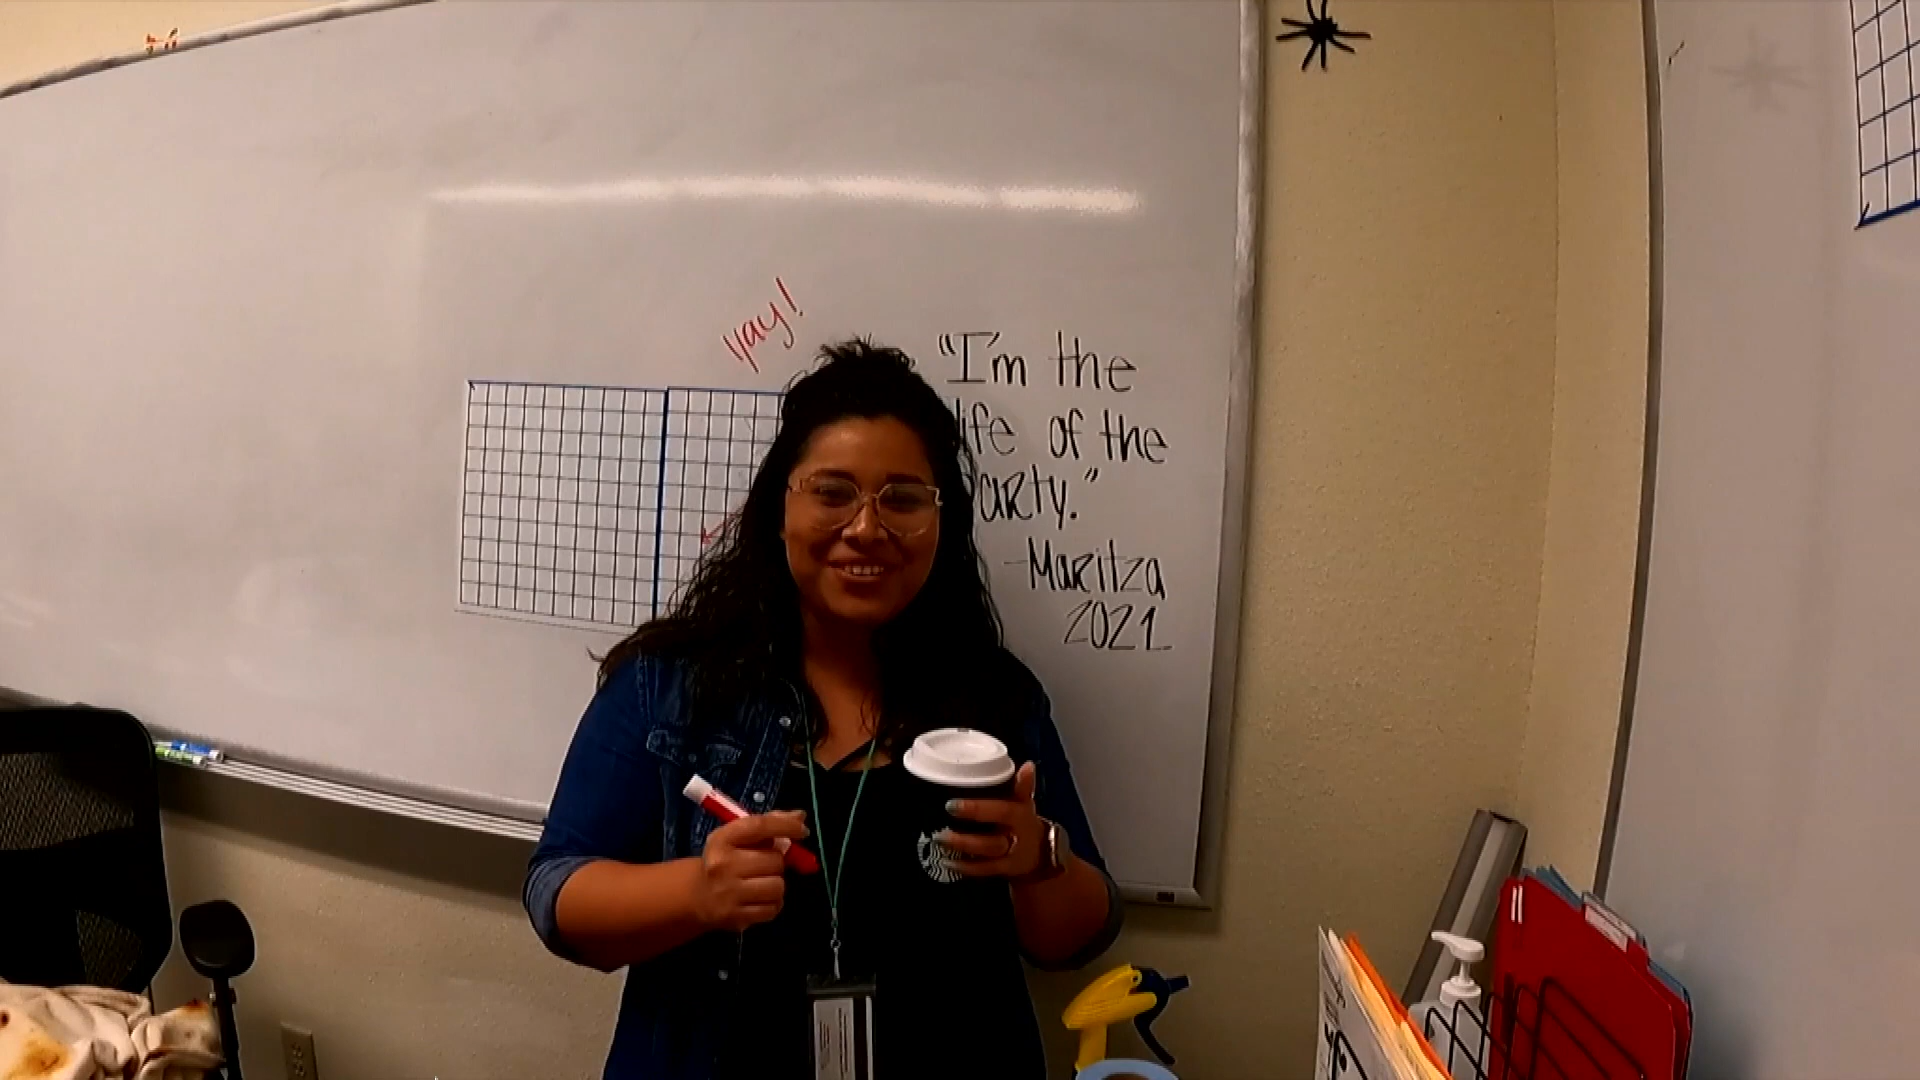 yay!
"I'm the
life of the
party."
-Maritza
2021